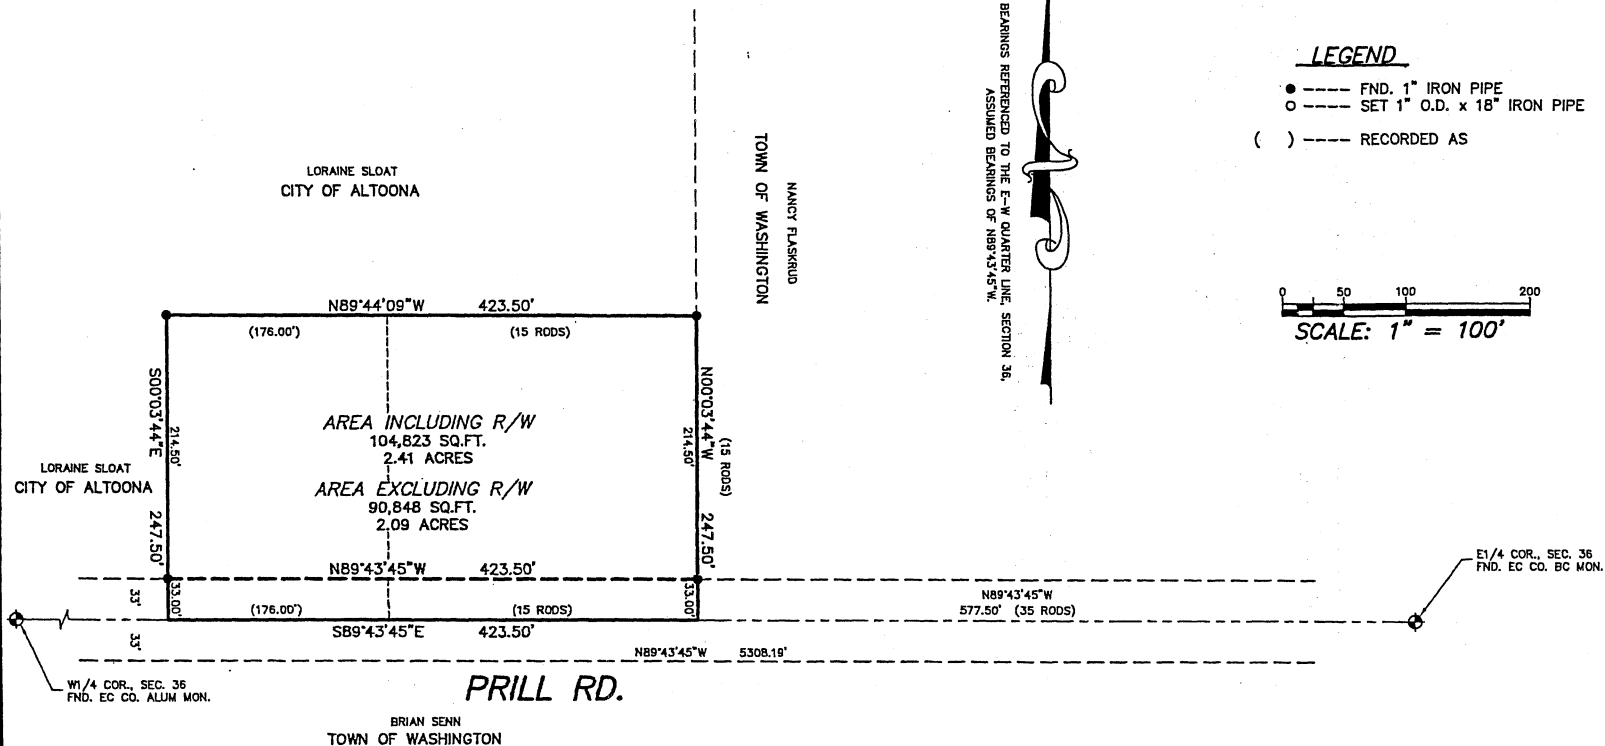 BEARINGS REFERENCED TO THE E-W QUARTER LINE, SECTION 36,
ASSUMED BEARINGS OF N89°43'45"W.
LEGEND
FND. 1" IRON PIPE
SET 1" O.D. x 18" IRON PIPE
( ) ---- RECORDED AS
LORAINE SLOAT
CITY OF ALTOONA
TOWN OF WASHINGTON
NANCY FLASKRUD
0 50 100 200
SCALE: 1" = 100'
N89°44'09"W 423.50'
(176.00') (15 RODS)
S00°03'44"E
214.50'
247.50'
N00°03'44"W
214.50'
(15 RODS)
247.50'
AREA INCLUDING R/W
104,823 SQ.FT.
2.41 ACRES
AREA EXCLUDING R/W
90,848 SQ.FT.
2.09 ACRES
LORAINE SLOAT
CITY OF ALTOONA
N89°43'45"W 423.50'
33'
33.00'
33.00'
(176.00') (15 RODS)
S89°43'45"E 423.50'
33'
N89°43'45"W
577.50' (35 RODS)
E1/4 COR., SEC. 36
FND. EC CO. BC MON.
N89°43'45"W 5308.19'
W1/4 COR., SEC. 36
FND. EC CO. ALUM MON.
PRILL RD.
BRIAN SENN
TOWN OF WASHINGTON